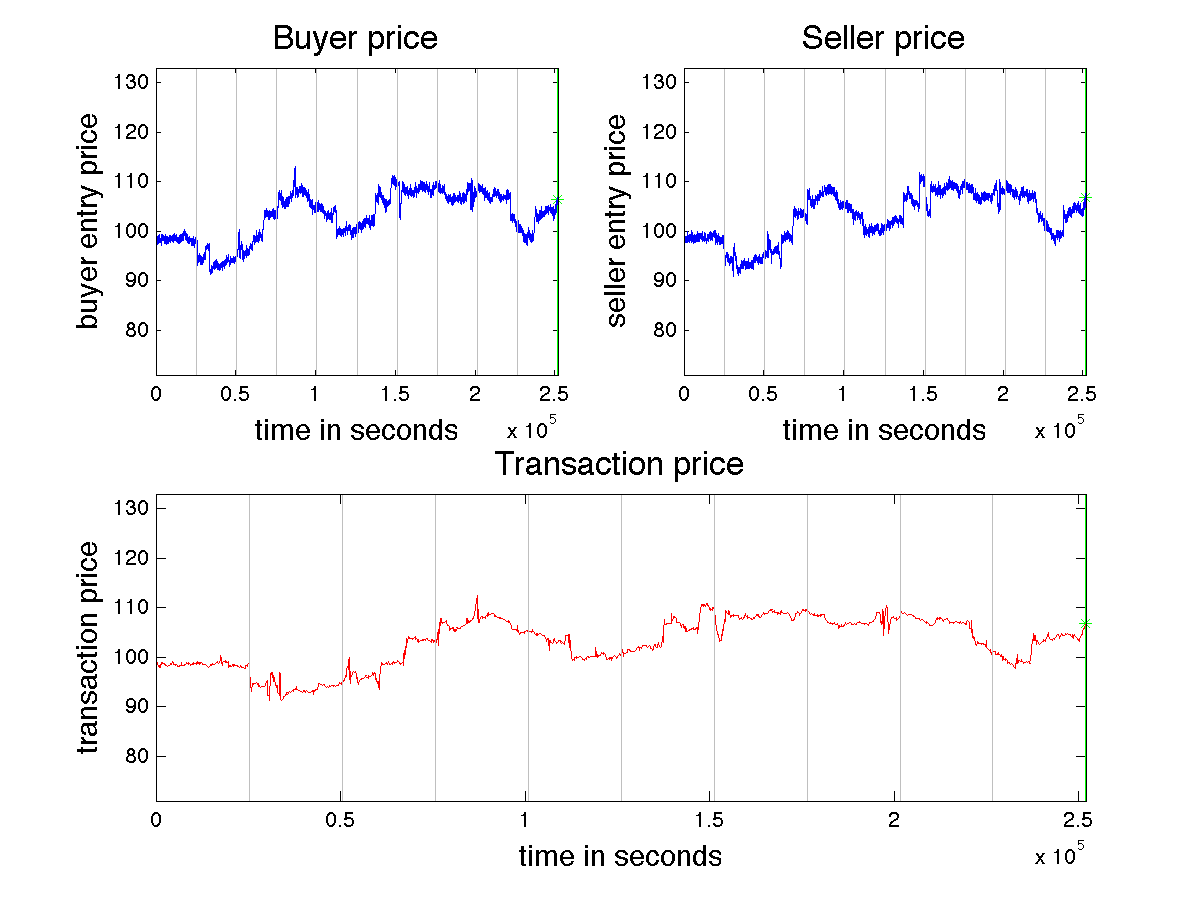 Buyer price
buyer entry price
130
120
110
100
90
80
0 0.5 1 1.5 2 2.5
time in seconds
x 10^5
Seller price
seller entry price
130
120
110
100
90
80
0 0.5 1 1.5 2 2.5
time in seconds
x 10^5
Transaction price
transaction price
130
120
110
100
90
80
0 0.5 1 1.5 2 2.5
time in seconds
x 10^5